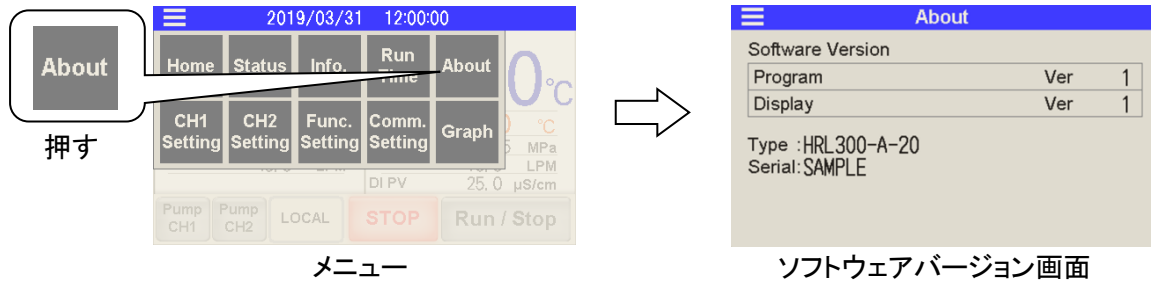 About
押す
2019/03/31 12:00:00
Home Status Info. Run Time About
0℃
CH1 Setting CH2 Setting Func. Setting Comm. Setting Graph
℃
5 MPa
LPM
DI PV 25.0 µS/cm
Pump CH1 Pump CH2 LOCAL STOP Run / Stop
メニュー
About
Software Version
Program Ver 1
Display Ver 1
Type :HRL300-A-20
Serial:SAMPLE
ソフトウェアバージョン画面